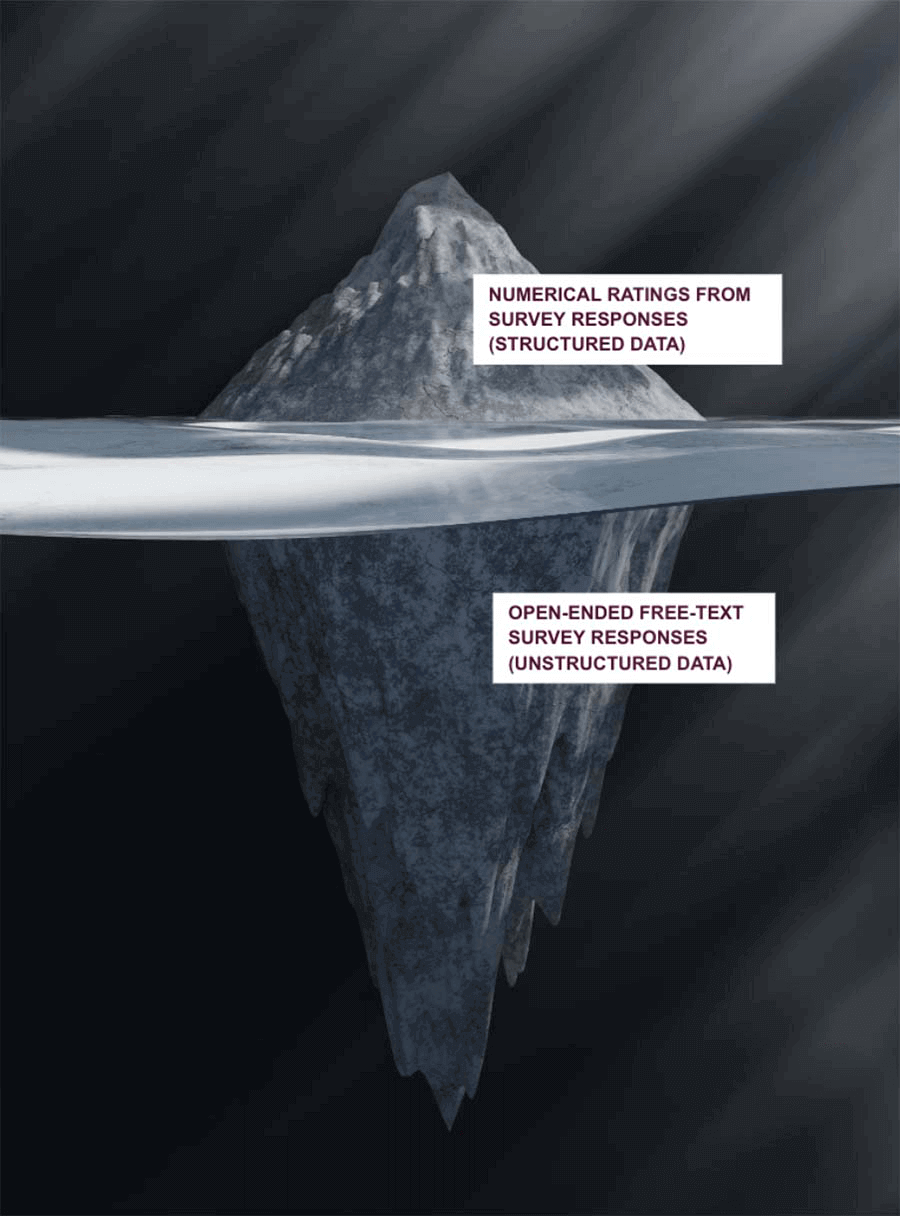 NUMERICAL RATINGS FROM
SURVEY RESPONSES
(STRUCTURED DATA)
OPEN-ENDED FREE-TEXT
SURVEY RESPONSES
(UNSTRUCTURED DATA)